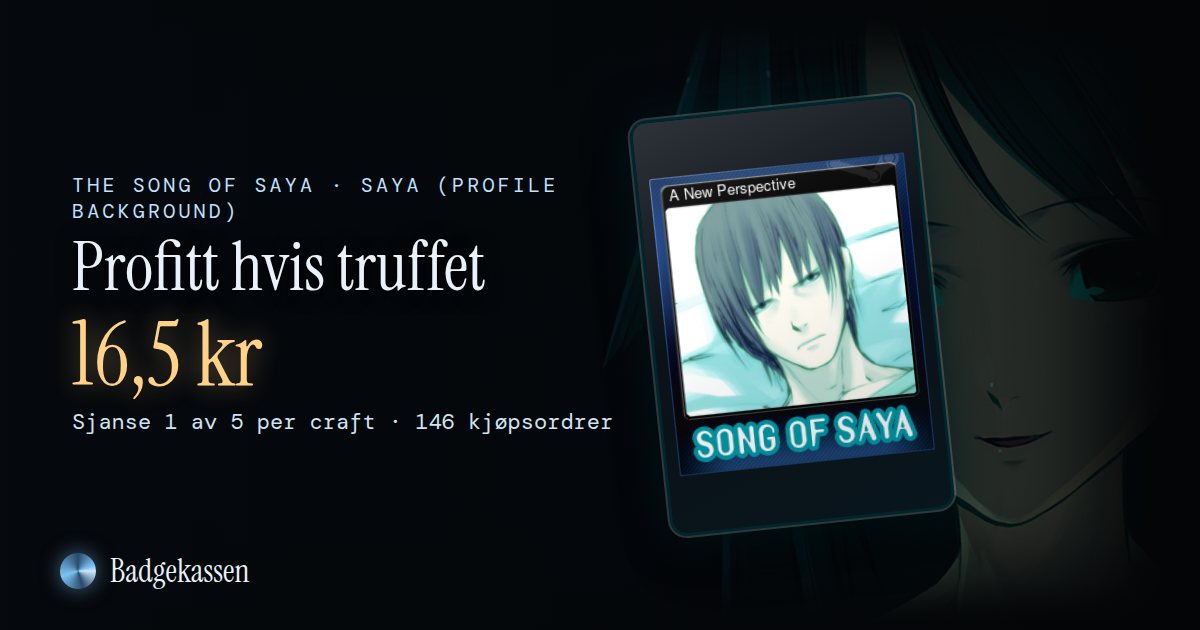 THE SONG OF SAYA · SAYA (PROFILE
BACKGROUND)
Profitt hvis truffet
16,5 kr
Sjanse 1 av 5 per craft · 146 kjøpsordrer
Badgekassen
A New Perspective
SONG OF SAYA